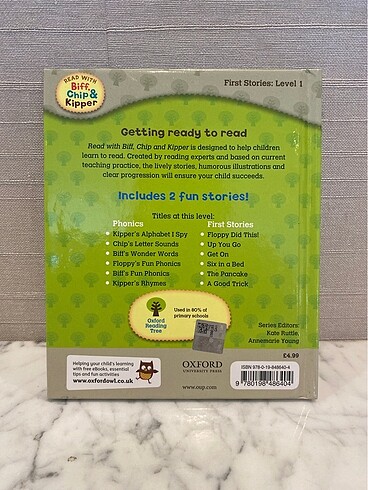 READ WITH
Biff,
Chip &
Kipper
First Stories: Level 1
Getting ready to read
Read with Biff, Chip and Kipper is designed to help children
learn to read. Created by reading experts and based on current
teaching practice, the lively stories, humorous illustrations and
clear progression will ensure your child succeeds.
Includes 2 fun stories!
Titles at this level:
Phonics
• Kipper's Alphabet I Spy
• Chip's Letter Sounds
• Biff's Wonder Words
• Floppy's Fun Phonics
• Biff's Fun Phonics
• Kipper's Rhymes
First Stories
• Floppy Did This!
• Up You Go
• Get On
• Six in a Bed
• The Pancake
• A Good Trick
Oxford
Reading
Tree
Used in 80% of
primary schools
Series Editors:
Kate Ruttle,
Annemarie Young
£4.99
Helping your child's learning
with free eBooks, essential
tips and fun activities
www.oxfordowl.co.uk
OXFORD
UNIVERSITY PRESS
www.oup.com
ISBN 978-0-19-848640-4
9 780198 486404